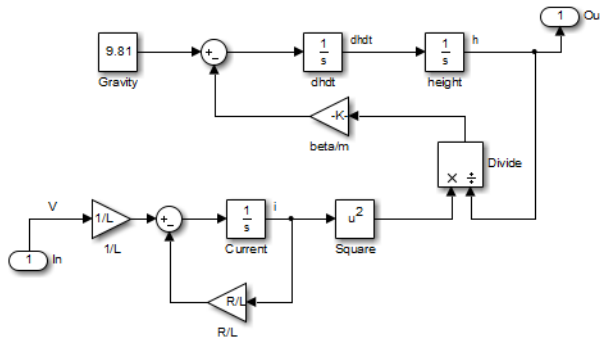 1
Ou
9.81
Gravity
+
−
1
s
dhdt
dhdt
1
s
height
h
-K-
beta/m
× ÷
Divide
V
1/L
1/L
+
−
1
s
Current
i
u2
Square
1
In
R/L
R/L